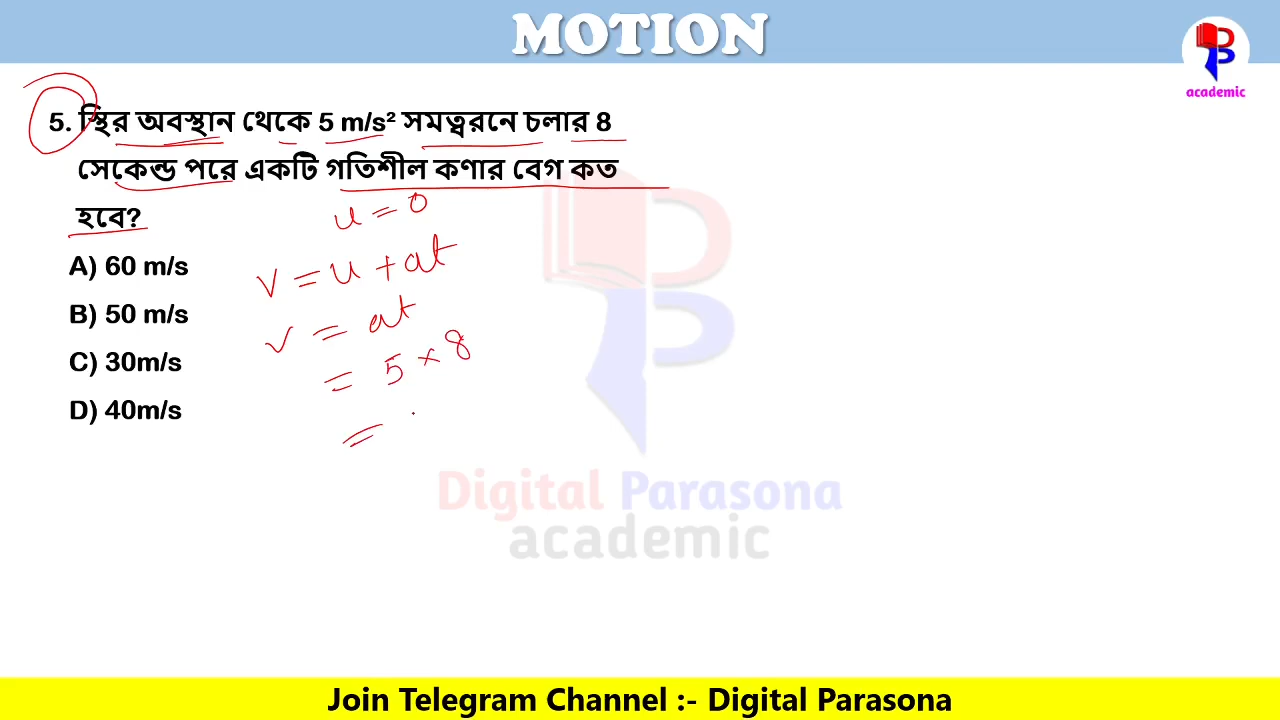 MOTION
academic
5. স্থির অবস্থান থেকে 5 m/s² সমত্বরনে চলার 8
সেকেন্ড পরে একটি গতিশীল কণার বেগ কত
হবে?
u = 0
A) 60 m/s
v = u + at
B) 50 m/s
v = at
C) 30m/s
= 5 × 8
D) 40m/s
=
Digital Parasona
academic
Join Telegram Channel :- Digital Parasona